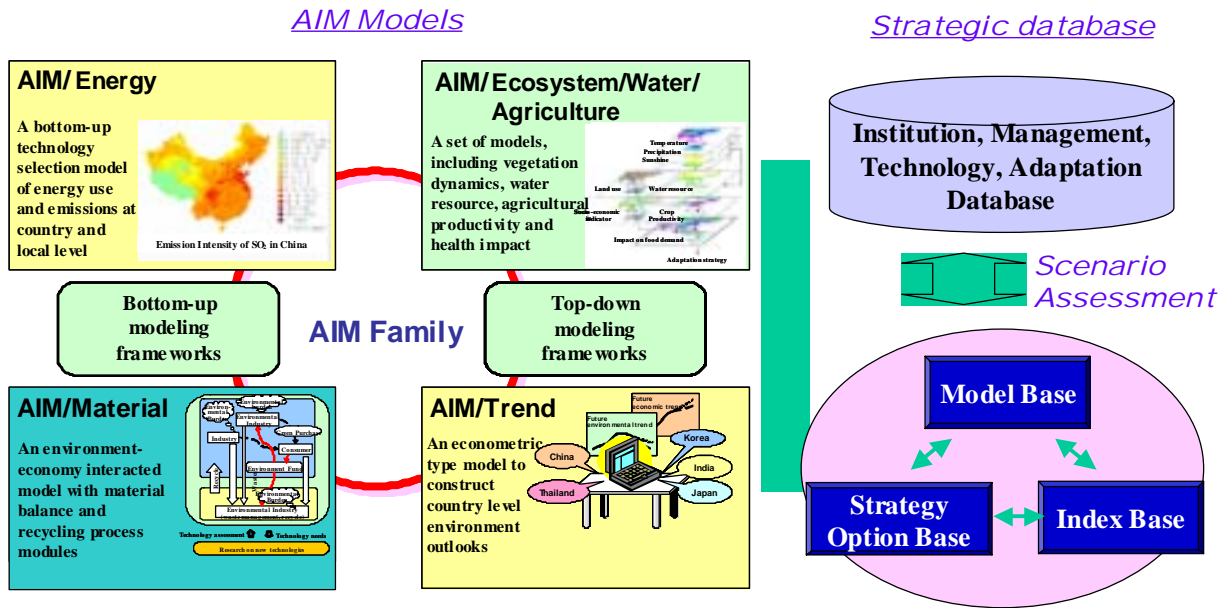 AIM Models
Strategic database
AIM/ Energy
A bottom-up
technology
selection model
of energy use
and emissions at
country and
local level
Emission Intensity of SO2 in China
AIM/ Ecosystem/Water/
Agriculture
A set of models,
including vegetation
dynamics, water
resource, agricultural
productivity and
health impact
Temperature
Precipitation
Sunshine
Land use
Water resource
Socio-economic
Indicator
Crop
Productivity
Impact on food demand
Adaptation strategy
Institution, Management,
Technology, Adaptation
Database
Scenario
Assessment
Bottom-up
modeling
frameworks
AIM Family
Top-down
modeling
frameworks
AIM/Material
An environment-
economy interacted
model with material
balance and
recycling process
modules
Environ-
mental
Industry
Environmental
Industry
Consumer
Environment Fund
Environmental Industry
Technology assessment
Technology needs
Research on new technologies
AIM/Trend
An econometric
type model to
construct
country level
environment
outlooks
Future
economic trend
Future
environmental trend
China
Korea
India
Thailand
Japan
Model Base
Strategy
Option Base
Index Base